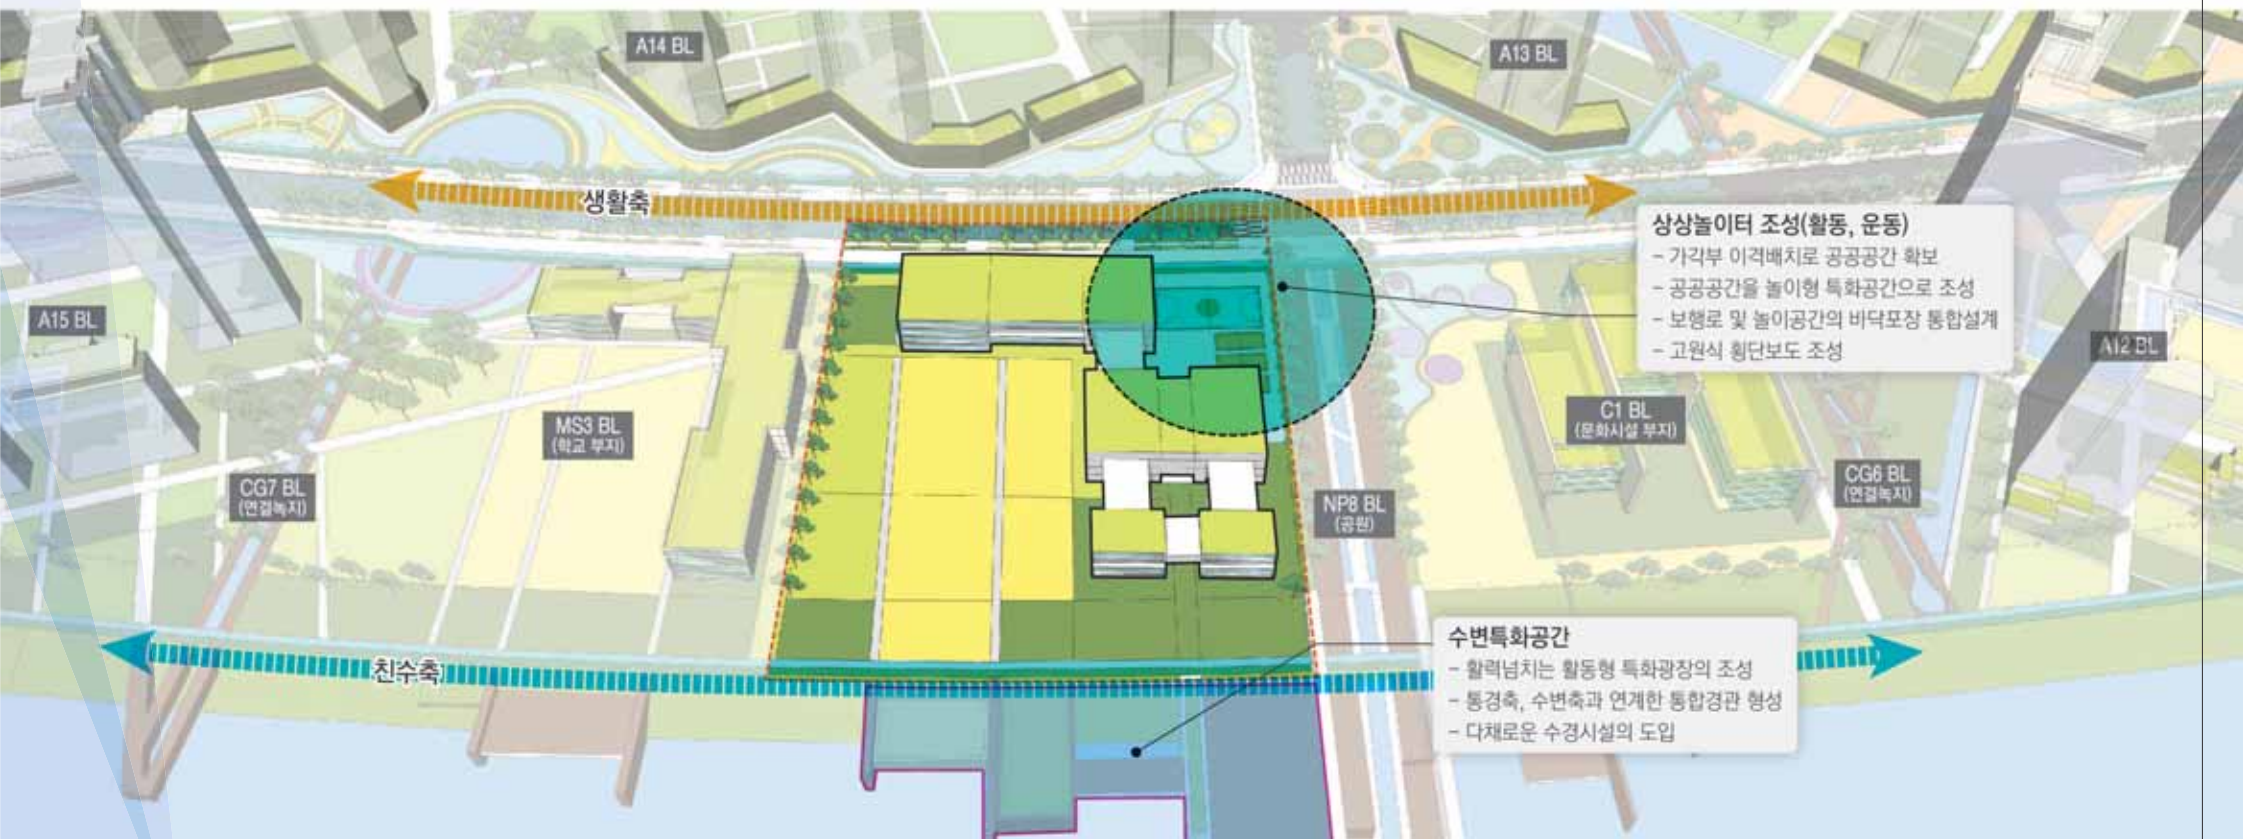 A14 BL
A13 BL
생활축
상상놀이터 조성(활동, 운동)
- 가각부 이격배치로 공공공간 확보
- 공공공간을 놀이형 특화공간으로 조성
- 보행로 및 놀이공간의 바닥포장 통합설계
- 고원식 횡단보도 조성
A15 BL
A12 BL
MS3 BL
(학교 부지)
C1 BL
(문화시설 부지)
CG7 BL
(연결녹지)
NP8 BL
(공원)
CG6 BL
(연결녹지)
친수축
수변특화공간
- 활력넘치는 활동형 특화광장의 조성
- 통경축, 수변축과 연계한 통합경관 형성
- 다채로운 수경시설의 도입